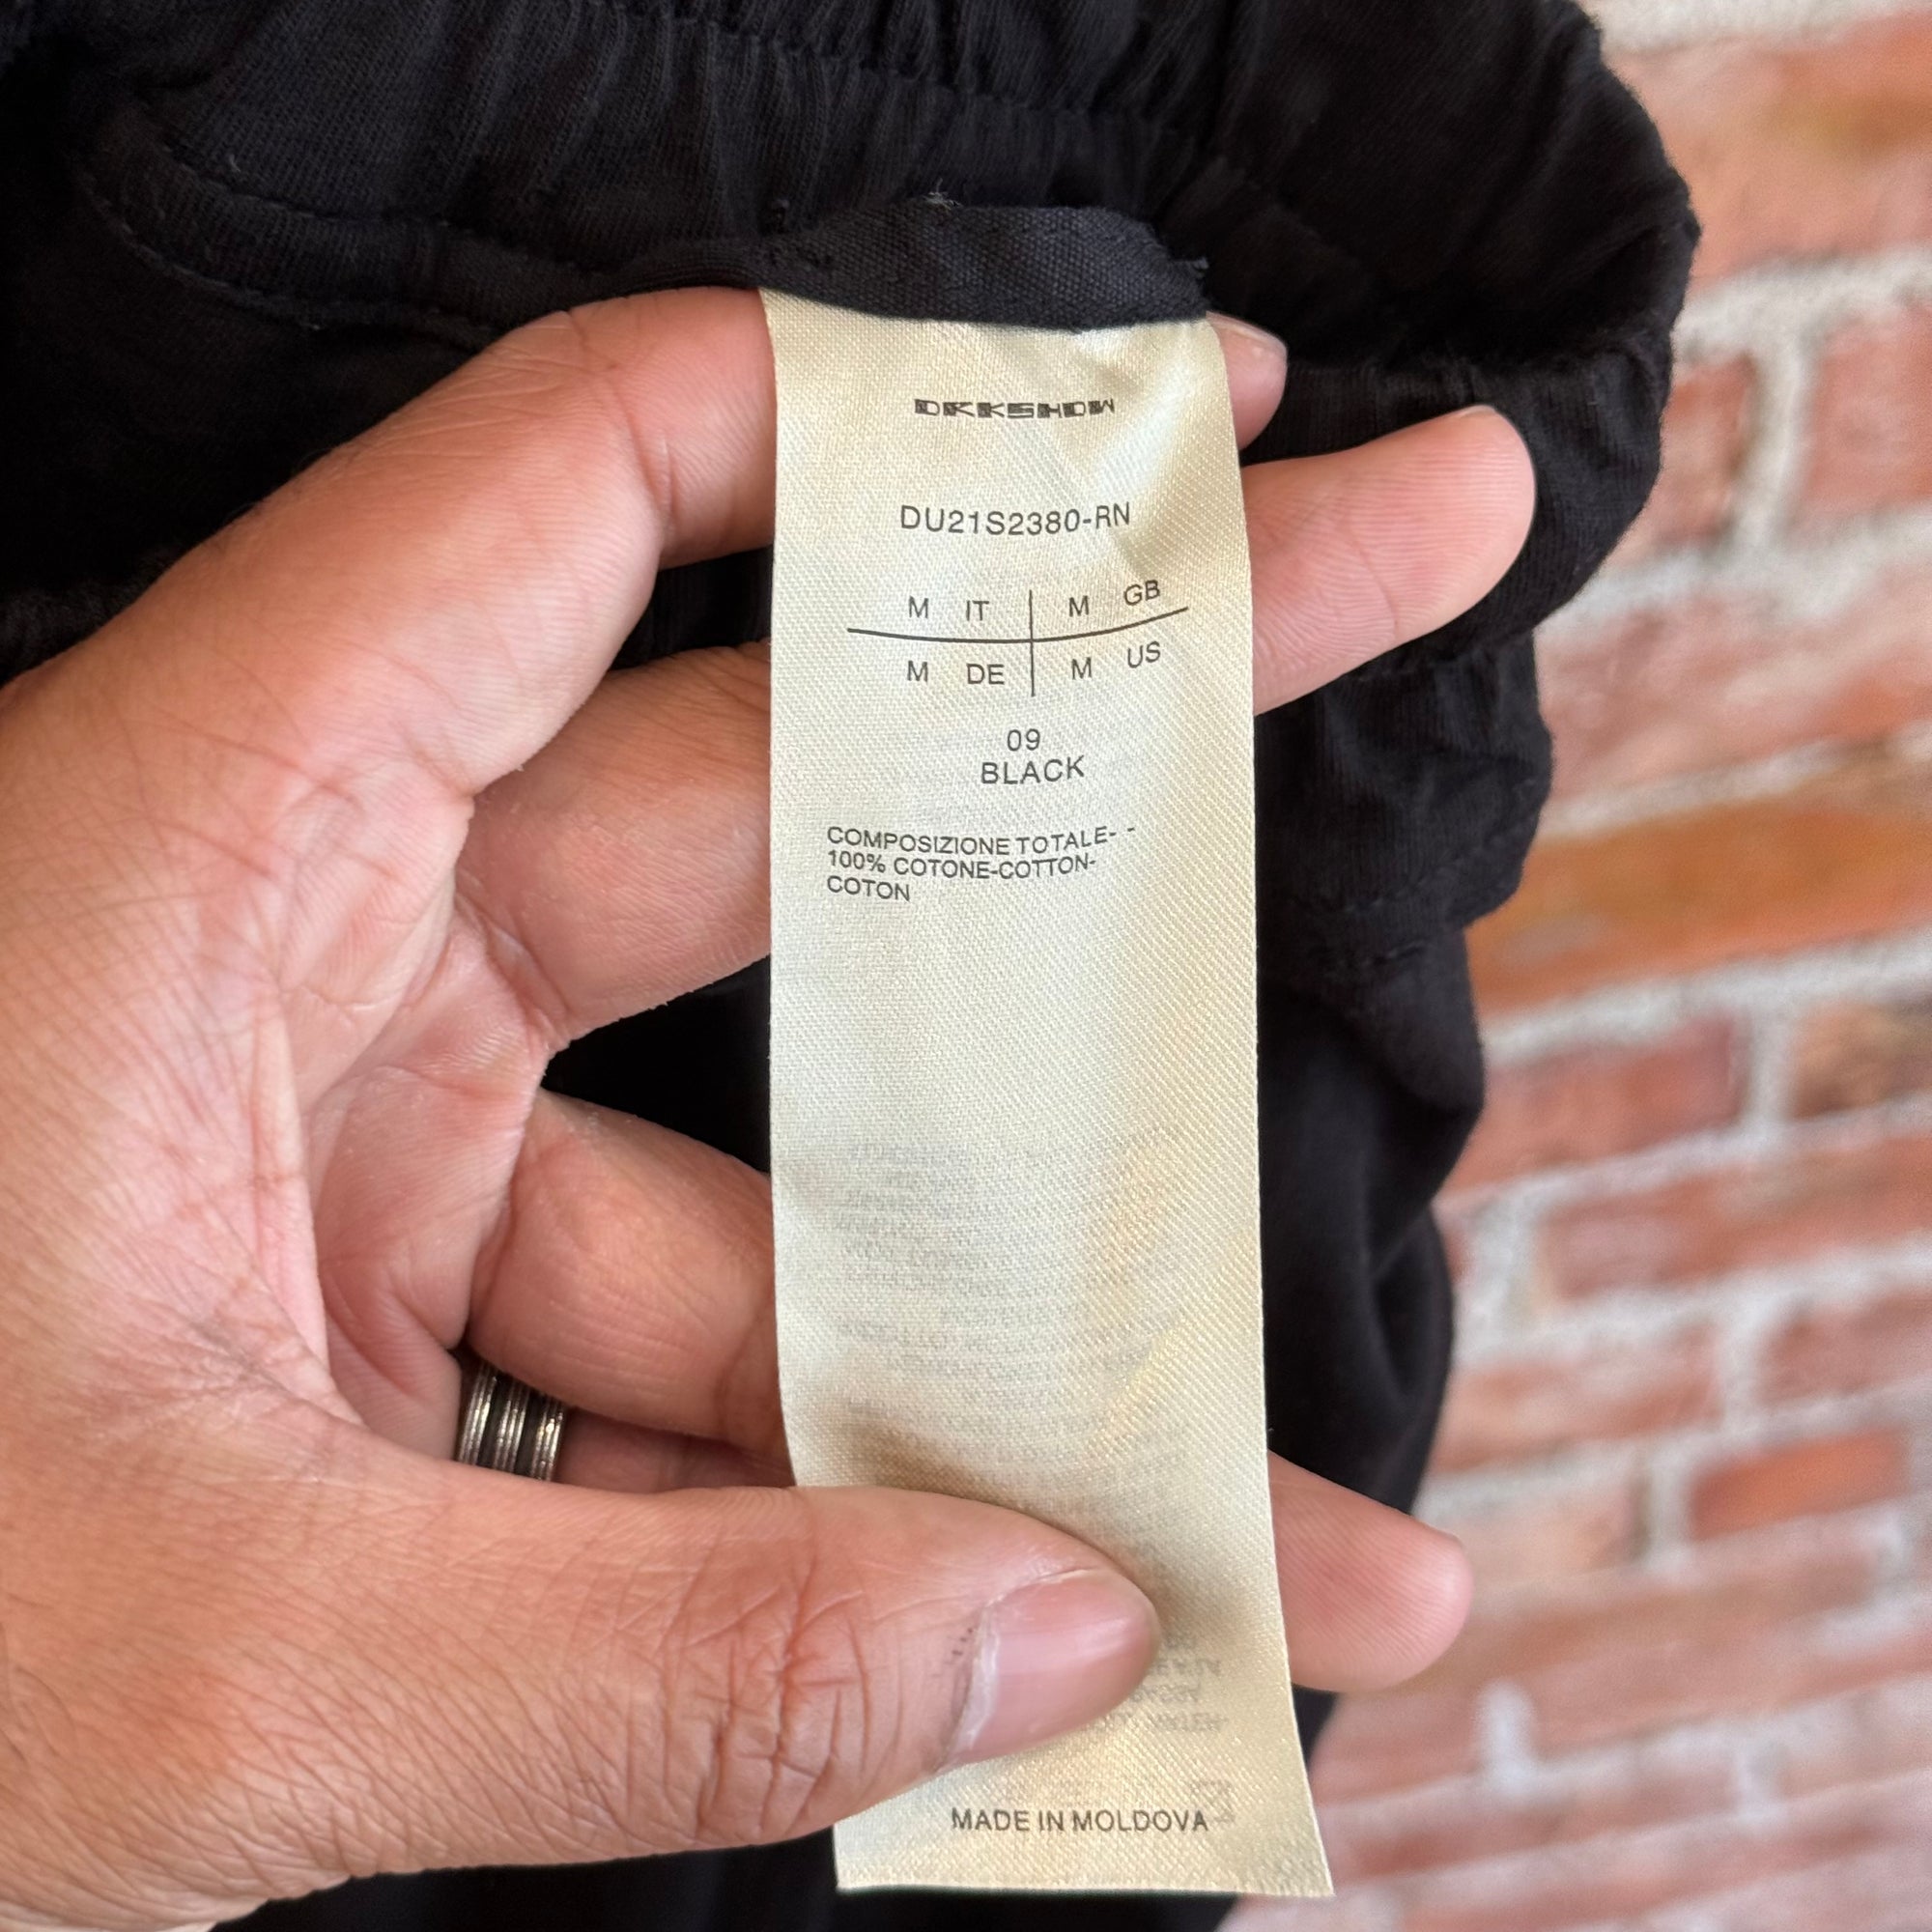 DRKSHDW
DU21S2380-RN
M IT M GB
M DE M US
09
BLACK
COMPOSIZIONE TOTALE- -
100% COTONE-COTTON-
COTON
MADE IN MOLDOVA